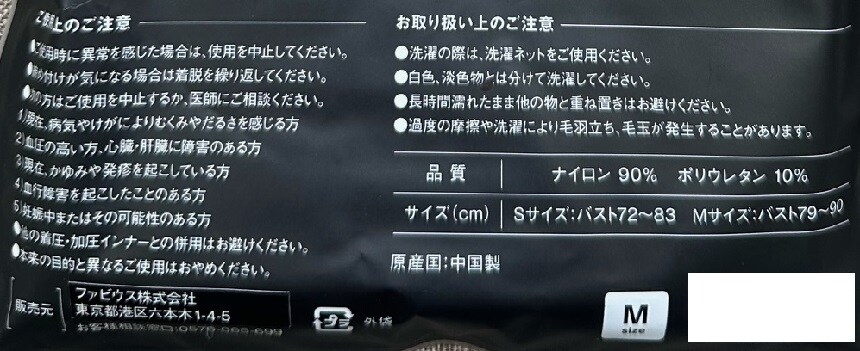 ご使用上のご注意
●ご使用時に異常を感じた場合は、使用を中止してください。
●締め付けが気になる場合は着脱を繰り返してください。
●次の方はご使用を中止するか、医師にご相談ください。
1)現在、病気やけがによりむくみやだるさを感じる方
2)血圧の高い方、心臓・肝臓に障害のある方
3)現在、かゆみや発疹を起こしている方
4)血行障害を起こしたことのある方
5)妊娠中またはその可能性のある方
●他の着圧・加圧インナーとの併用はお避けください。
●本来の目的と異なるご使用はおやめください。
販売元
ファビウス株式会社
東京都港区六本木1-4-5
お客様相談窓口:
外袋
お取り扱い上のご注意
●洗濯の際は、洗濯ネットをご使用ください。
●白色、淡色物とは分けて洗濯してください。
●長時間濡れたまま他の物と重ね置きはお避けください。
●過度の摩擦や洗濯により毛羽立ち、毛玉が発生することがあります。
品質 ナイロン 90% ポリウレタン 10%
サイズ(cm) Sサイズ:バスト72〜83 Mサイズ:バスト79〜90
原産国:中国製
M
size